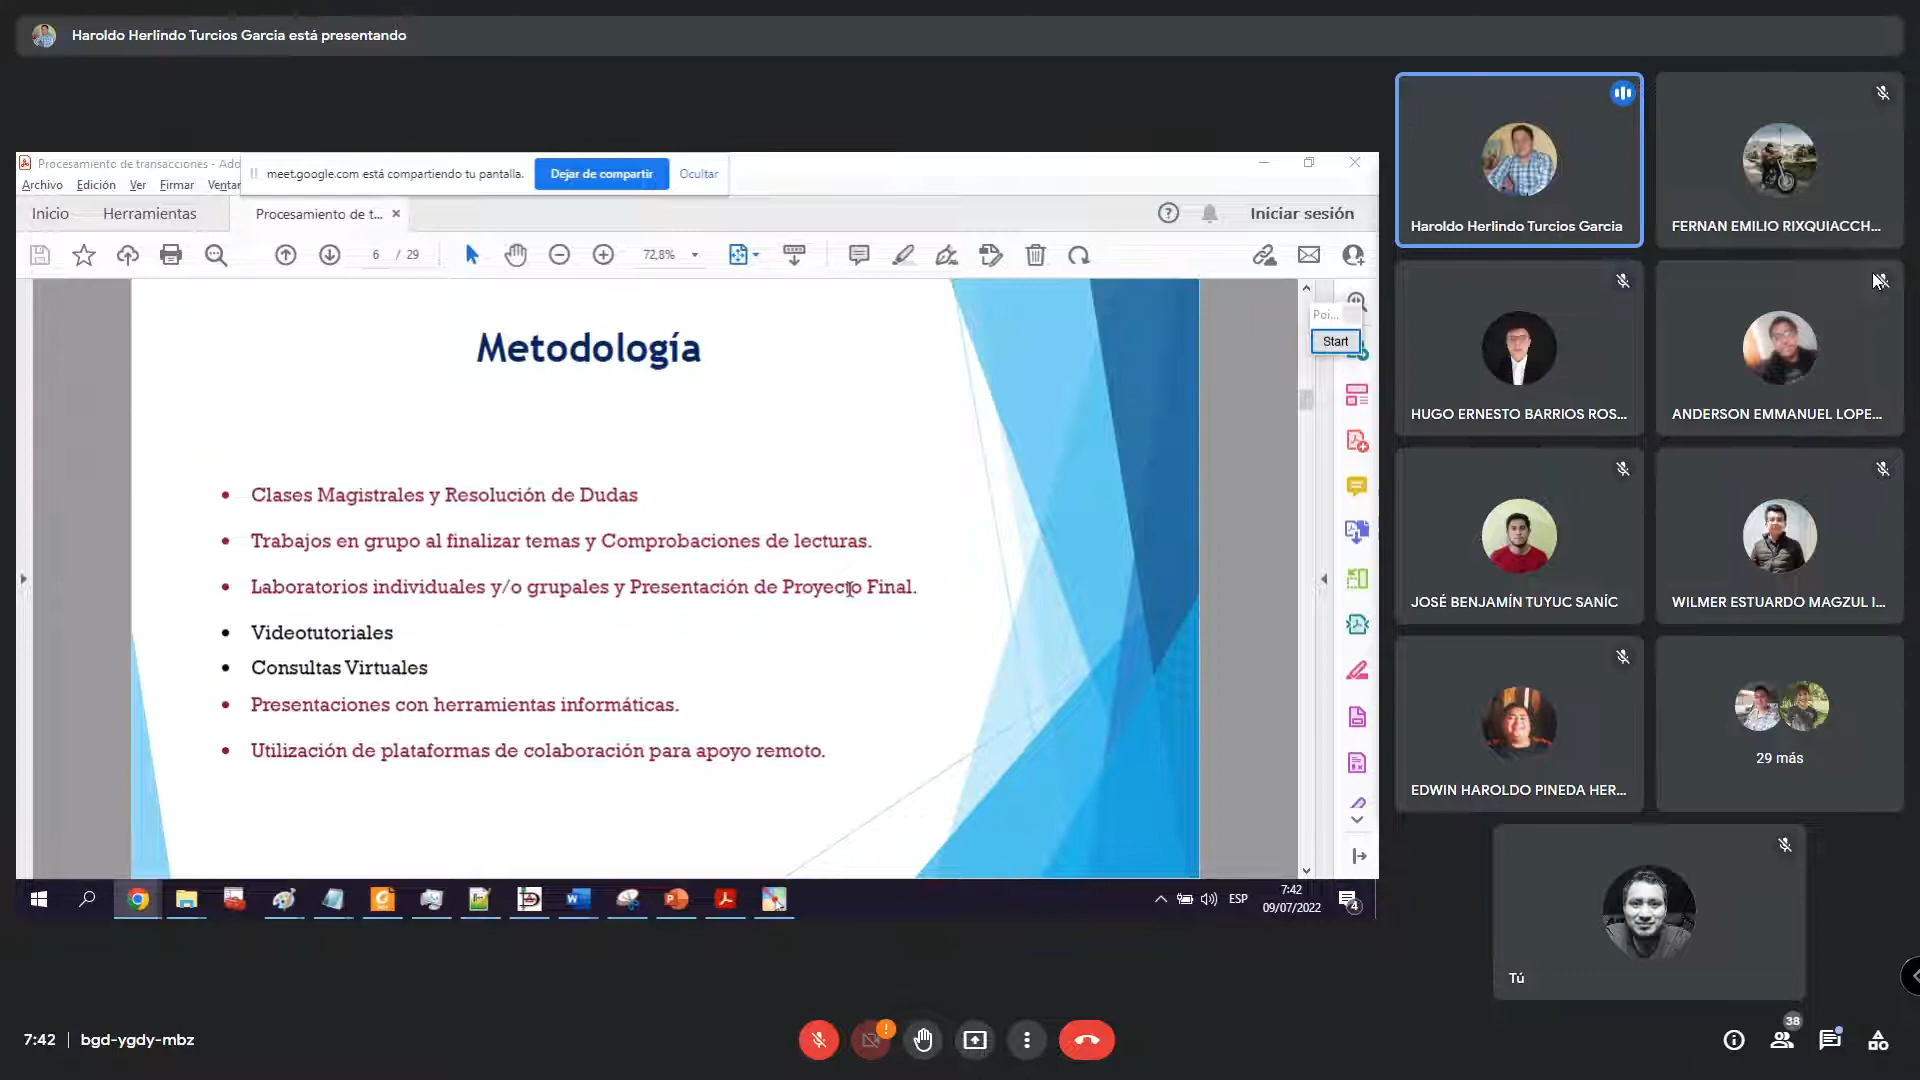 Haroldo Herlindo Turcios Garcia está presentando
Procesamiento de transacciones - Ado
meet.google.com está compartiendo tu pantalla.
Dejar de compartir
Ocultar
Archivo Edición Ver Firmar Ventan
Inicio Herramientas Procesamiento de t... Iniciar sesión
6 / 29 72,8%
Metodología
Poi...
Start
• Clases Magistrales y Resolución de Dudas
• Trabajos en grupo al finalizar temas y Comprobaciones de lecturas.
• Laboratorios individuales y/o grupales y Presentación de Proyecto Final.
• Videotutoriales
• Consultas Virtuales
• Presentaciones con herramientas informáticas.
• Utilización de plataformas de colaboración para apoyo remoto.
ESP
7:42
09/07/2022
4
Haroldo Herlindo Turcios Garcia
FERNAN EMILIO RIXQUIACCH...
HUGO ERNESTO BARRIOS ROS...
ANDERSON EMMANUEL LOPE...
JOSÉ BENJAMÍN TUYUC SANÍC
WILMER ESTUARDO MAGZUL I...
EDWIN HAROLDO PINEDA HER...
29 más
Tú
7:42 | bgd-ygdy-mbz
38